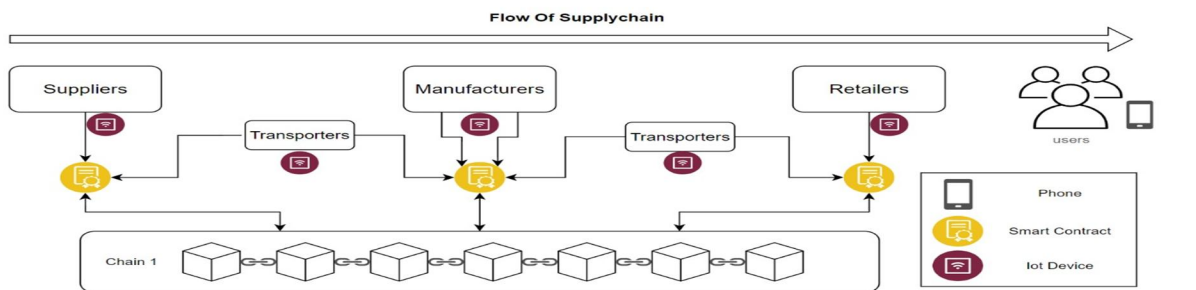 Flow Of Supplychain
Suppliers
Manufacturers
Retailers
Transporters
Transporters
users
Phone
Smart Contract
Iot Device
Chain 1